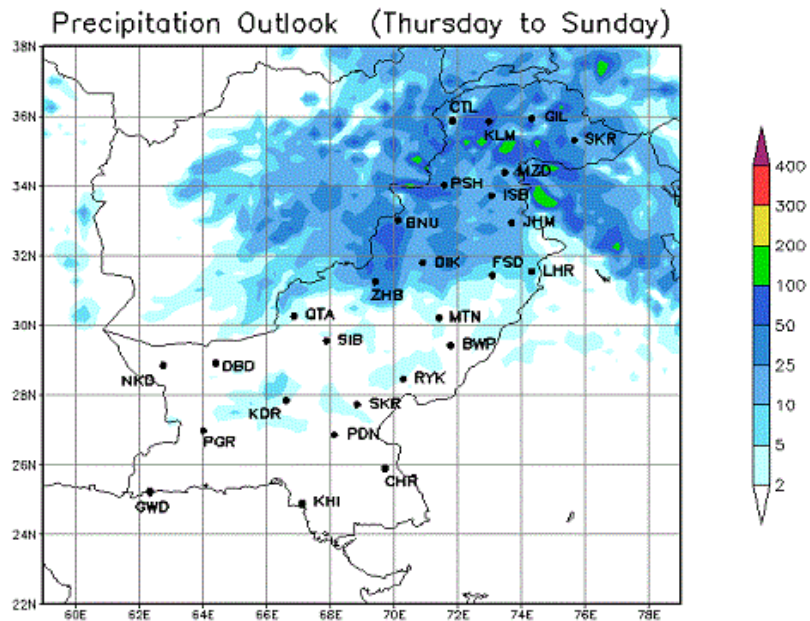 Precipitation Outlook (Thursday to Sunday)
38N
36N
34N
32N
30N
28N
26N
24N
22N
CTL
KLM
GIL
SKR
MZD
PSH
ISB
BNU
JHM
DIK
FSD
LHR
ZHB
QTA
MTN
SIB
BWP
NKD
DBD
RYK
KDR
SKR
PGR
PDN
CHR
GWD
KHI
60E 62E 64E 66E 68E 70E 72E 74E 76E 78E
400
300
200
100
50
25
10
5
2